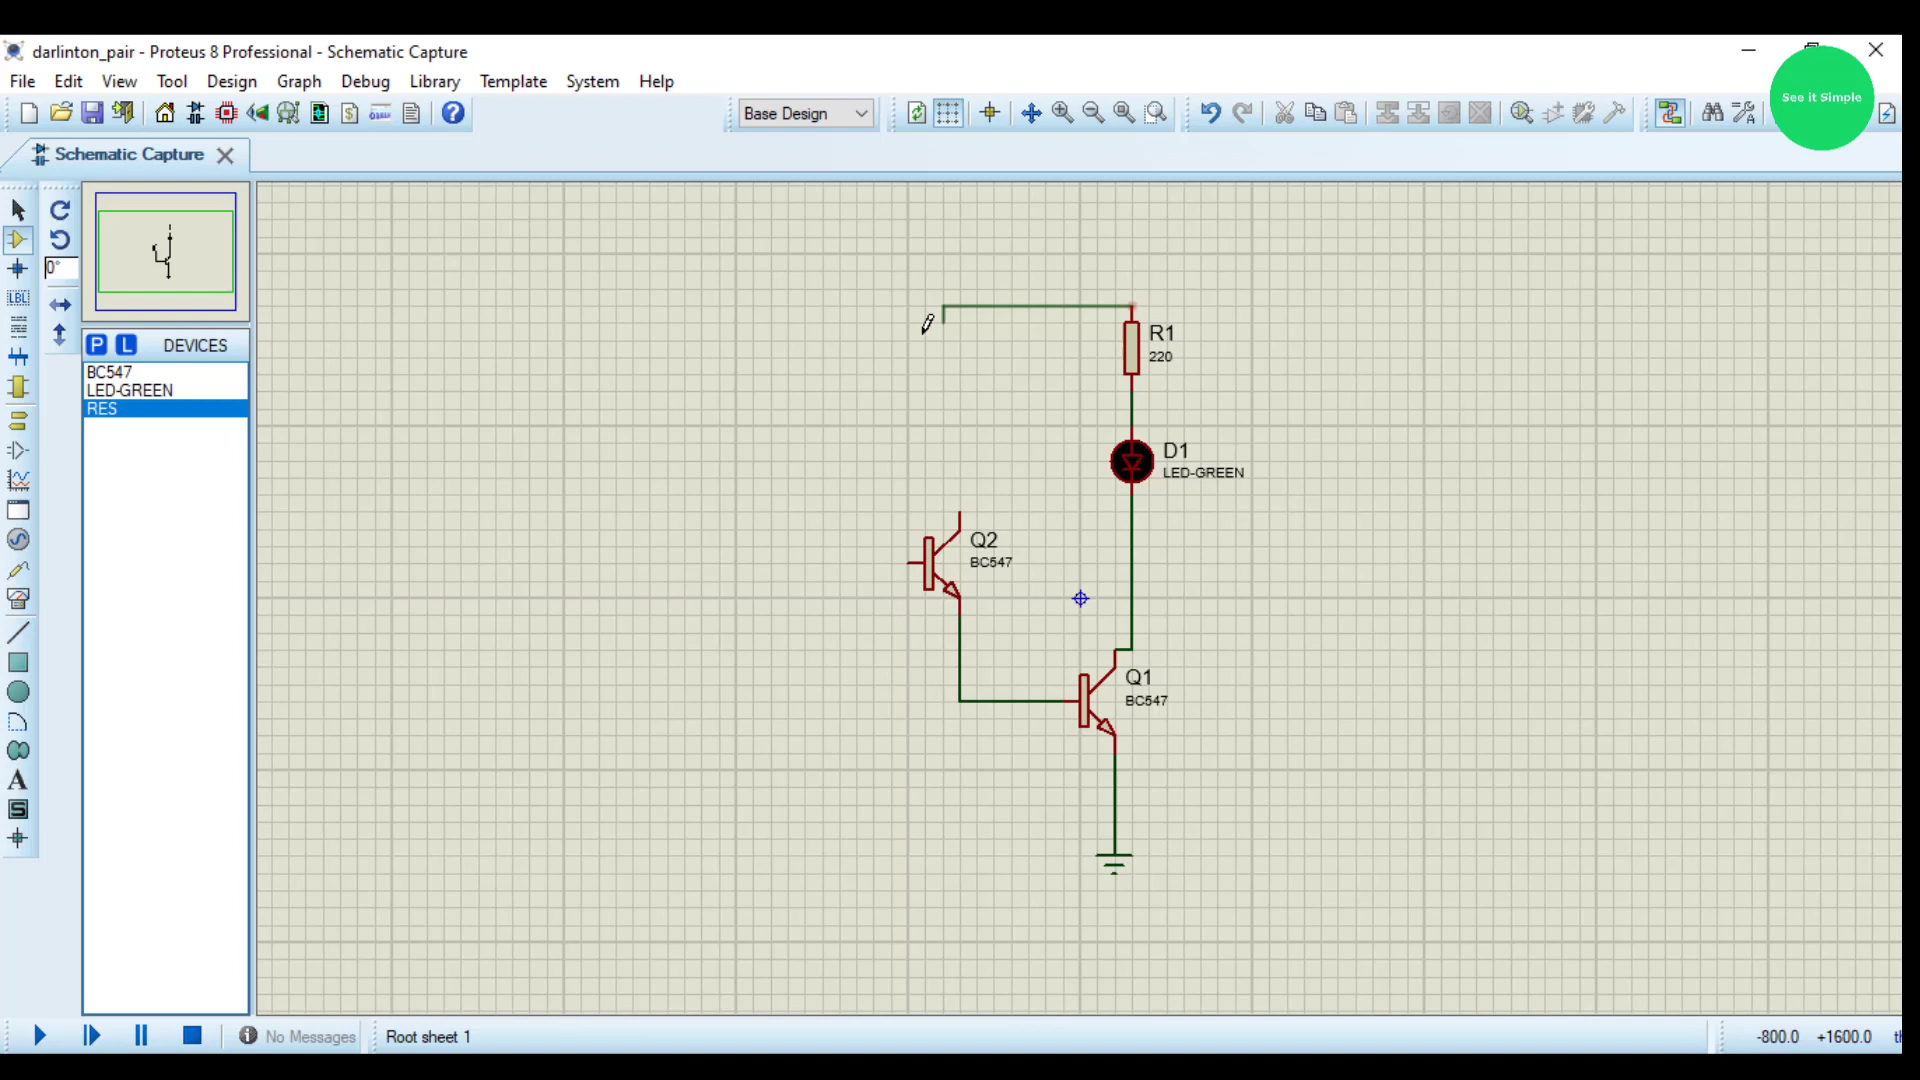 darlinton_pair - Proteus 8 Professional - Schematic Capture
File Edit View Tool Design Graph Debug Library Template System Help
See it Simple
Base Design
Schematic Capture
0°
LBL
P L DEVICES
BC547
LED-GREEN
RES
A
S
R1
220
D1
LED-GREEN
Q2
BC547
Q1
BC547
No Messages
Root sheet 1
-800.0 +1600.0